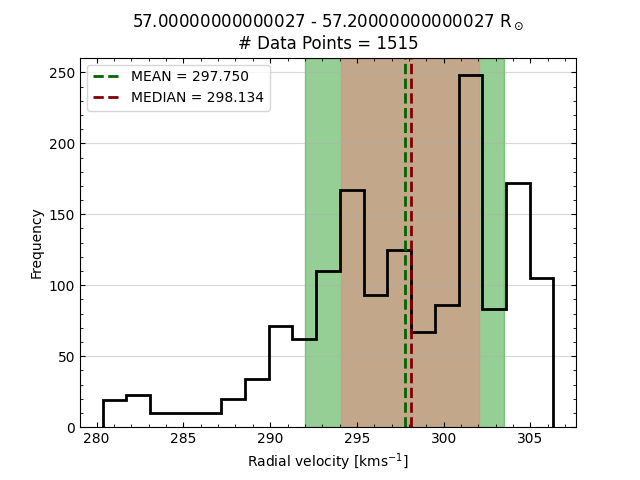 57.00000000000027 - 57.20000000000027 R⊙
# Data Points = 1515
MEAN = 297.750
MEDIAN = 298.134
250
200
150
100
50
0
Frequency
280 285 290 295 300 305
Radial velocity [kms⁻¹]